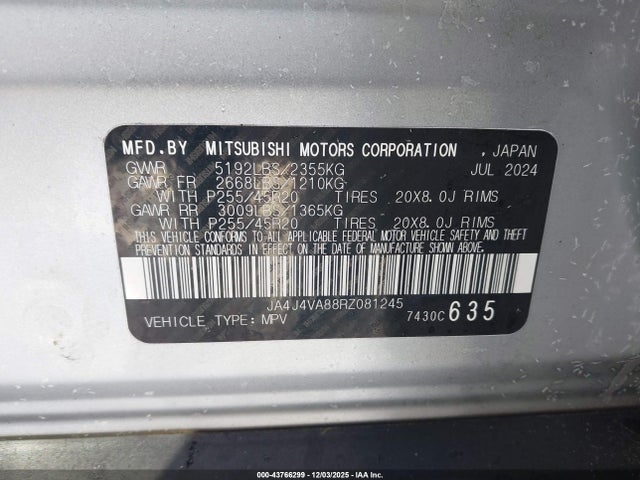 MFD.BY MITSUBISHI MOTORS CORPORATION , JAPAN
GVWR 5192LBS/2355KG JUL 2024
GAWR FR 2668LBS/1210KG
WITH P255/45R20 TIRES 20X8.0J RIMS
GAWR RR 3009LBS/1365KG
WITH P255/45R20 TIRES 20X8.0J RIMS
THIS VEHICLE CONFORMS TO ALL APPLICABLE FEDERAL MOTOR VEHICLE SAFETY AND THEFT
PREVENTION STANDARDS IN EFFECT ON THE DATE OF MANUFACTURE SHOWN ABOVE.
JA4J4VA88RZ081245
VEHICLE TYPE: MPV 7430C 635
000-43766299 - 12/03/2025 - IAA Inc.